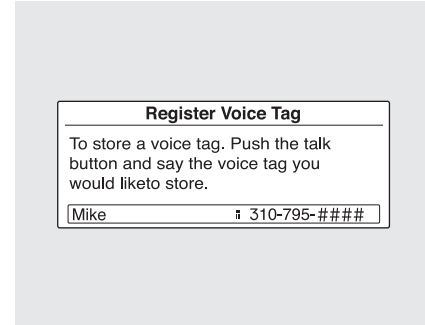 Register Voice Tag
To store a voice tag. Push the talk
button and say the voice tag you
would liketo store.
Mike 310-795-####